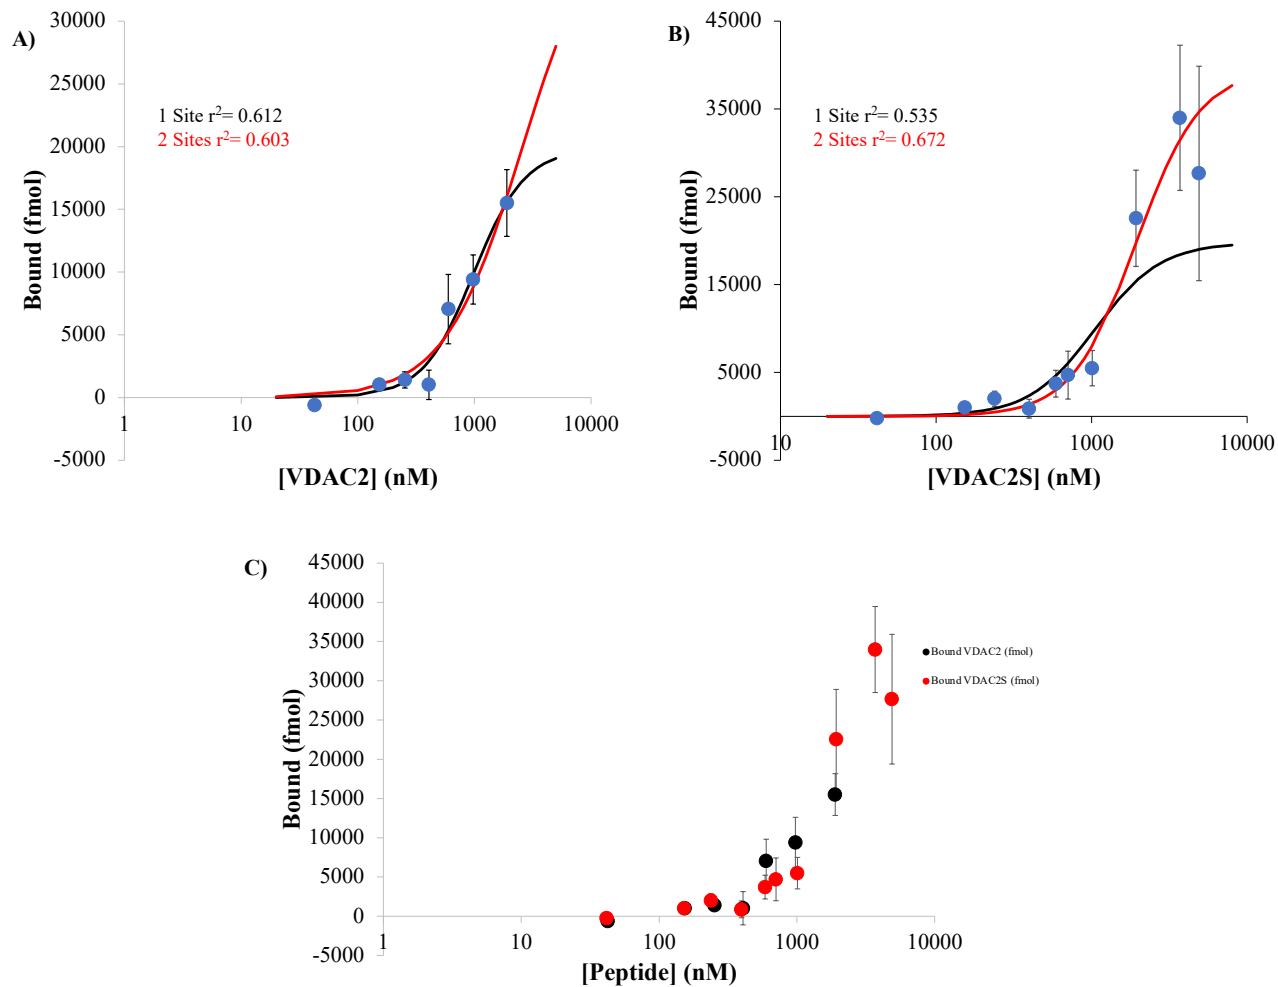 A)
30000
25000
20000
15000
10000
5000
0
-5000
1 Site r²= 0.612
2 Sites r²= 0.603
Bound (fmol)
1 10 100 1000 10000
[VDAC2] (nM)
B)
45000
35000
25000
15000
5000
-5000
1 Site r²= 0.535
2 Sites r²= 0.672
Bound (fmol)
10 100 1000 10000
[VDAC2S] (nM)
C)
45000
40000
35000
30000
25000
20000
15000
10000
5000
0
-5000
Bound (fmol)
1 10 100 1000 10000
[Peptide] (nM)
Bound VDAC2 (fmol)
Bound VDAC2S (fmol)